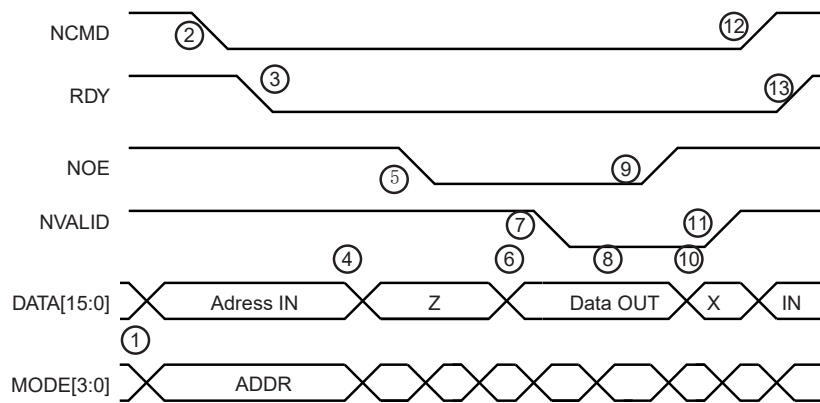 NCMD ② ⑫
RDY ③ ⑬
NOE ⑤ ⑨
NVALID ⑦ ⑪
④ ⑥ ⑧ ⑩
DATA[15:0] Adress IN Z Data OUT X IN
①
MODE[3:0] ADDR